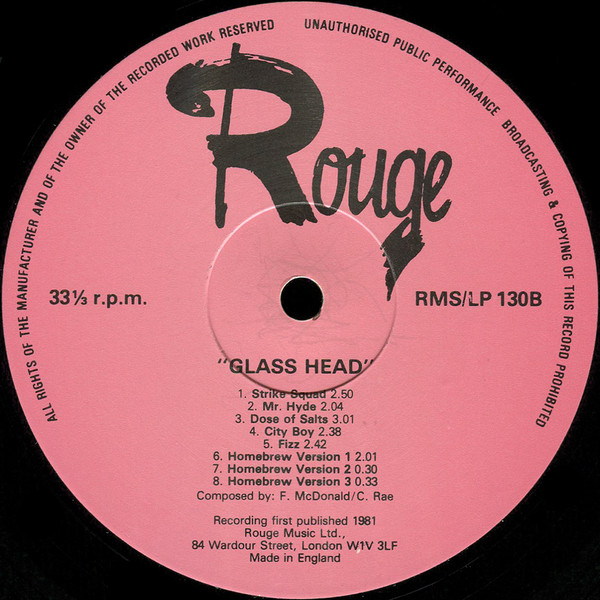 ALL RIGHTS OF THE MANUFACTURER AND OF THE OWNER OF THE RECORDED WORK RESERVED
UNAUTHORISED PUBLIC PERFORMANCE BROADCASTING & COPYING OF THIS RECORD PROHIBITED
Rouge
33⅓ r.p.m.
RMS/LP 130B
"GLASS HEAD"
1. Strike Squad 2.50
2. Mr. Hyde 2.04
3. Dose of Salts 3.01
4. City Boy 2.38
5. Fizz 2.42
6. Homebrew Version 1 2.01
7. Homebrew Version 2 0.30
8. Homebrew Version 3 0.33
Composed by: F. McDonald/C. Rae
Recording first published 1981
Rouge Music Ltd.,
84 Wardour Street, London W1V 3LF
Made in England